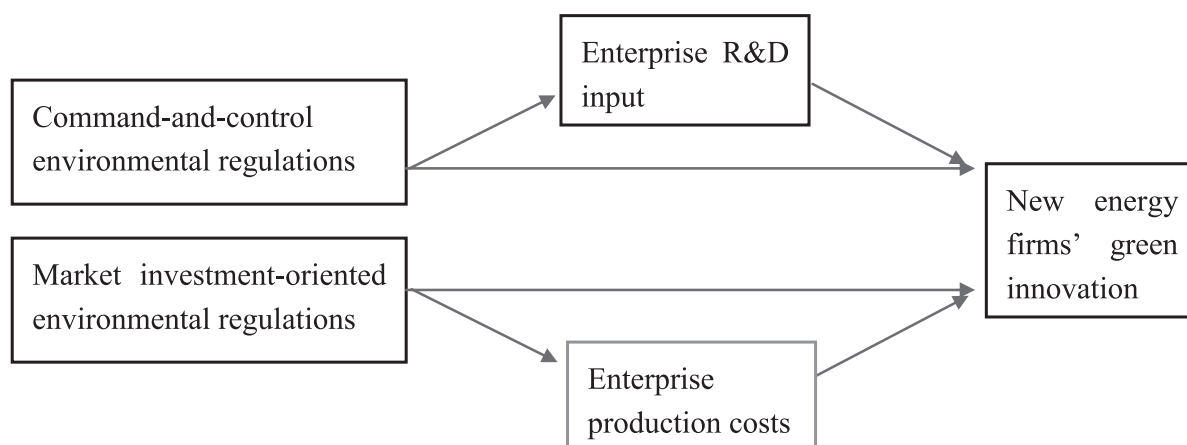 Enterprise R&D
input
Command-and-control
environmental regulations
New energy
firms’ green
innovation
Market investment-oriented
environmental regulations
Enterprise
production costs